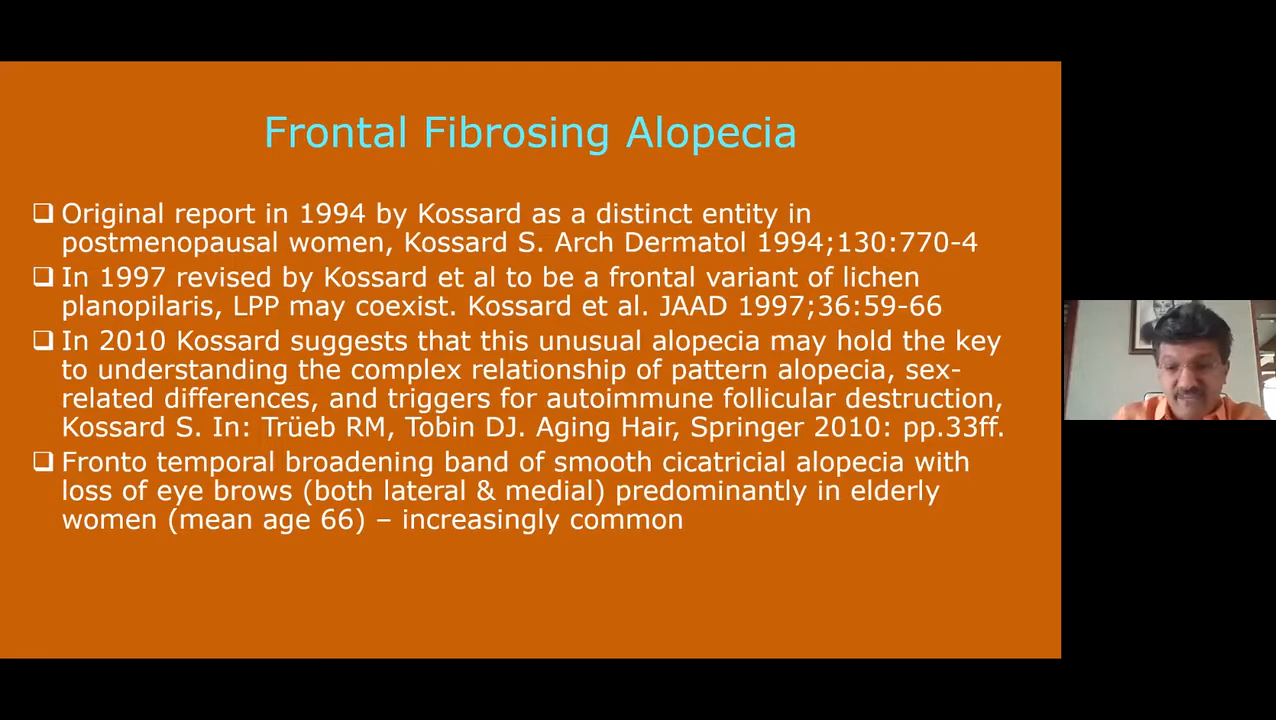 Frontal Fibrosing Alopecia
❑ Original report in 1994 by Kossard as a distinct entity in
postmenopausal women, Kossard S. Arch Dermatol 1994;130:770-4
❑ In 1997 revised by Kossard et al to be a frontal variant of lichen
planopilaris, LPP may coexist. Kossard et al. JAAD 1997;36:59-66
❑ In 2010 Kossard suggests that this unusual alopecia may hold the key
to understanding the complex relationship of pattern alopecia, sex-
related differences, and triggers for autoimmune follicular destruction,
Kossard S. In: Trüeb RM, Tobin DJ. Aging Hair, Springer 2010: pp.33ff.
❑ Fronto temporal broadening band of smooth cicatricial alopecia with
loss of eye brows (both lateral & medial) predominantly in elderly
women (mean age 66) – increasingly common